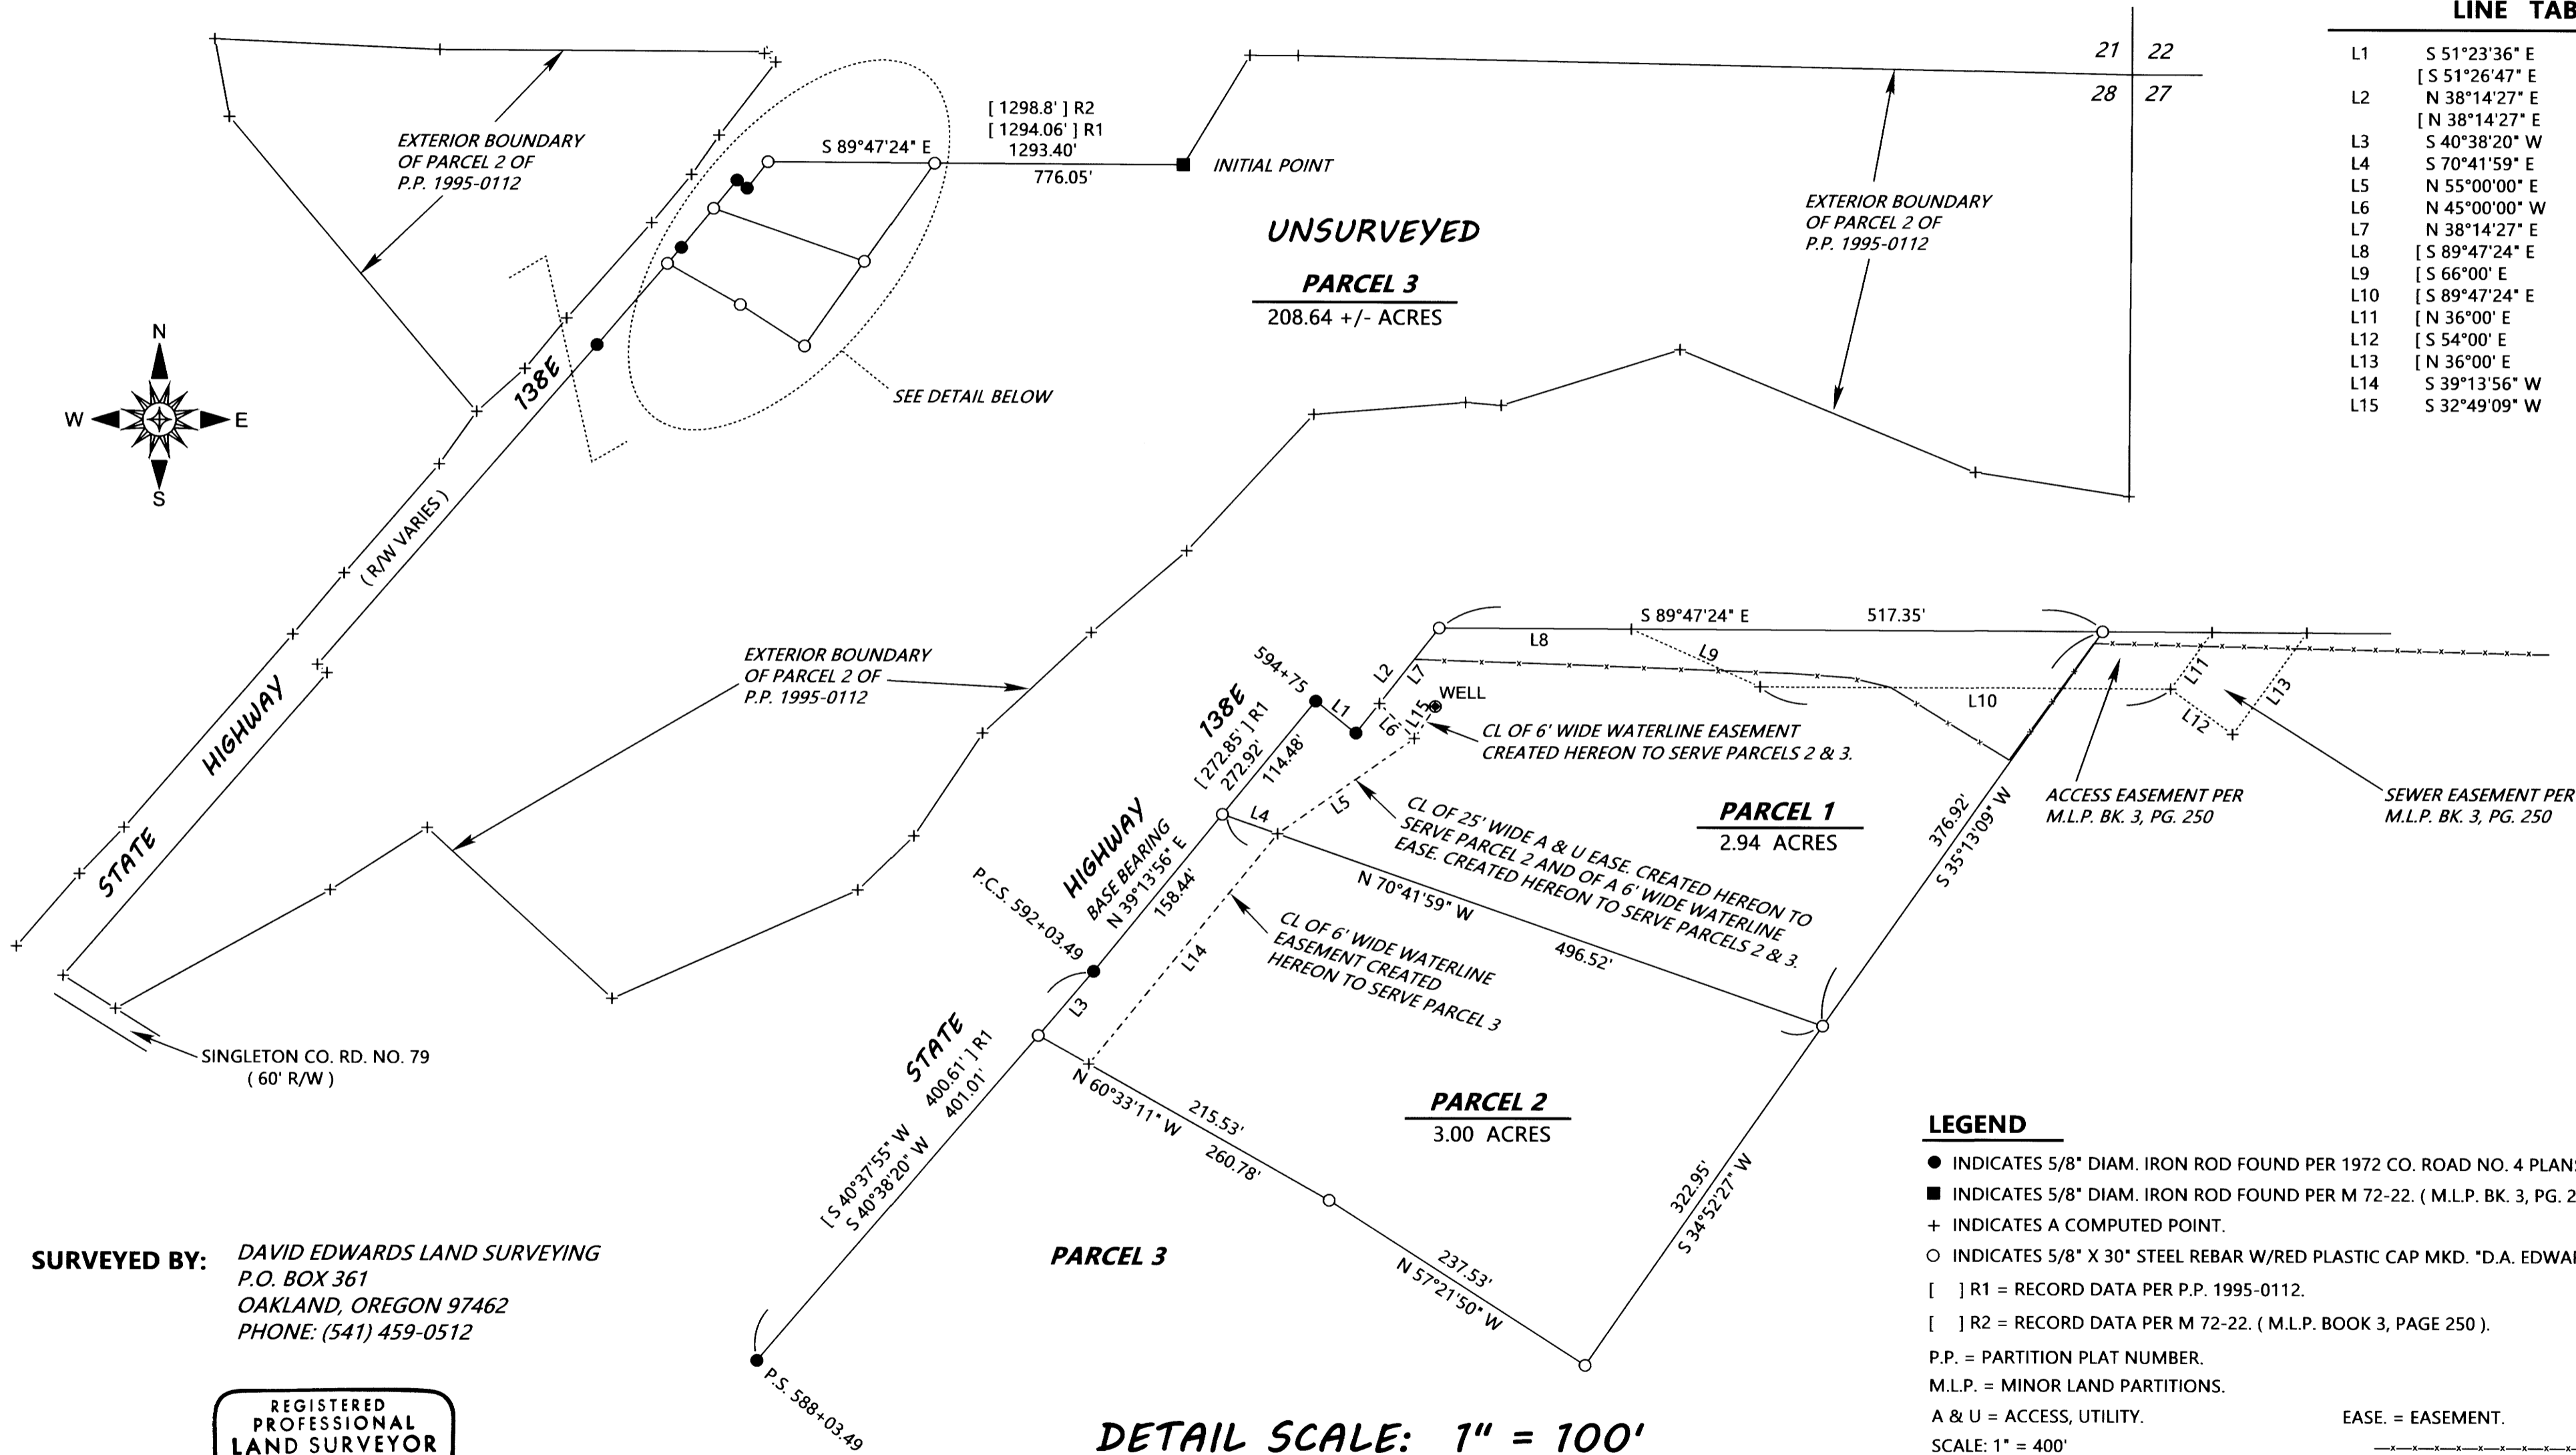 LINE TAB
L1 S 51°23'36" E
[ S 51°26'47" E
L2 N 38°14'27" E
[ N 38°14'27" E
L3 S 40°38'20" W
L4 S 70°41'59" E
L5 N 55°00'00" E
L6 N 45°00'00" W
L7 N 38°14'27" E
L8 [ S 89°47'24" E
L9 [ S 66°00' E
L10 [ S 89°47'24" E
L11 [ N 36°00' E
L12 [ S 54°00' E
L13 [ N 36°00' E
L14 S 39°13'56" W
L15 S 32°49'09" W
21 22
28 27
EXTERIOR BOUNDARY
OF PARCEL 2 OF
P.P. 1995-0112
[ 1298.8' ] R2
[ 1294.06' ] R1
1293.40'
S 89°47'24" E
776.05'
INITIAL POINT
UNSURVEYED
PARCEL 3
208.64 +/- ACRES
EXTERIOR BOUNDARY
OF PARCEL 2 OF
P.P. 1995-0112
SEE DETAIL BELOW
N
W E
S
138E
( R/W VARIES )
HIGHWAY
STATE
EXTERIOR BOUNDARY
OF PARCEL 2 OF
P.P. 1995-0112
SINGLETON CO. RD. NO. 79
( 60' R/W )
S 89°47'24" E 517.35'
L8
L9
L10
L11
L12
L13
594+75
L1
L2
L7
L6
L15
WELL
CL OF 6' WIDE WATERLINE EASEMENT
CREATED HEREON TO SERVE PARCELS 2 & 3.
138E
[ 272.85' ] R1
272.92'
114.48'
L4
L5
CL OF 25' WIDE A & U EASE. CREATED HEREON TO
SERVE PARCEL 2 AND OF A 6' WIDE WATERLINE
EASE. CREATED HEREON TO SERVE PARCELS 2 & 3.
PARCEL 1
2.94 ACRES
376.92'
S 35°13'09" W
ACCESS EASEMENT PER
M.L.P. BK. 3, PG. 250
SEWER EASEMENT PER
M.L.P. BK. 3, PG. 250
HIGHWAY
BASE BEARING
N 39°13'56" E
158.44'
P.C.S. 592+03.49
N 70°41'59" W
496.52'
L14
CL OF 6' WIDE WATERLINE
EASEMENT CREATED
HEREON TO SERVE PARCEL 3
L3
STATE
400.61' ] R1
401.01'
[ S 40°37'55" W
S 40°38'20" W
N 60°33'11" W
215.53'
260.78'
PARCEL 2
3.00 ACRES
322.95'
S 34°52'27" W
237.53'
N 57°21'50" W
PARCEL 3
P.S. 588+03.49
SURVEYED BY:
DAVID EDWARDS LAND SURVEYING
P.O. BOX 361
OAKLAND, OREGON 97462
PHONE: (541) 459-0512
REGISTERED
PROFESSIONAL
LAND SURVEYOR
DETAIL SCALE: 1" = 100'
LEGEND
INDICATES 5/8" DIAM. IRON ROD FOUND PER 1972 CO. ROAD NO. 4 PLAN
INDICATES 5/8" DIAM. IRON ROD FOUND PER M 72-22. ( M.L.P. BK. 3, PG. 2
+ INDICATES A COMPUTED POINT.
INDICATES 5/8" X 30" STEEL REBAR W/RED PLASTIC CAP MKD. "D.A. EDWA
[ ] R1 = RECORD DATA PER P.P. 1995-0112.
[ ] R2 = RECORD DATA PER M 72-22. ( M.L.P. BOOK 3, PAGE 250 ).
P.P. = PARTITION PLAT NUMBER.
M.L.P. = MINOR LAND PARTITIONS.
A & U = ACCESS, UTILITY. EASE. = EASEMENT.
SCALE: 1" = 400'